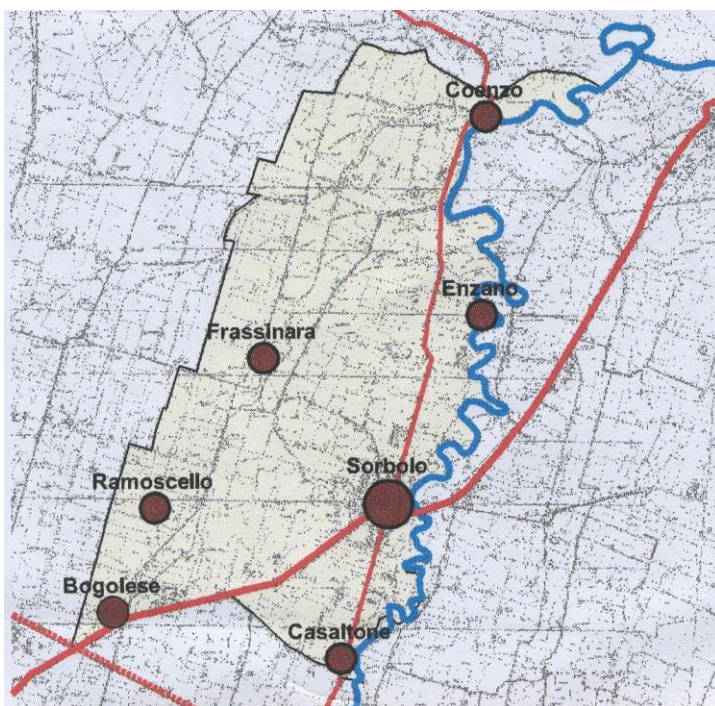 Coenzo
Enzano
Frassinara
Sorbolo
Ramoscello
Bogolese
Casaltone